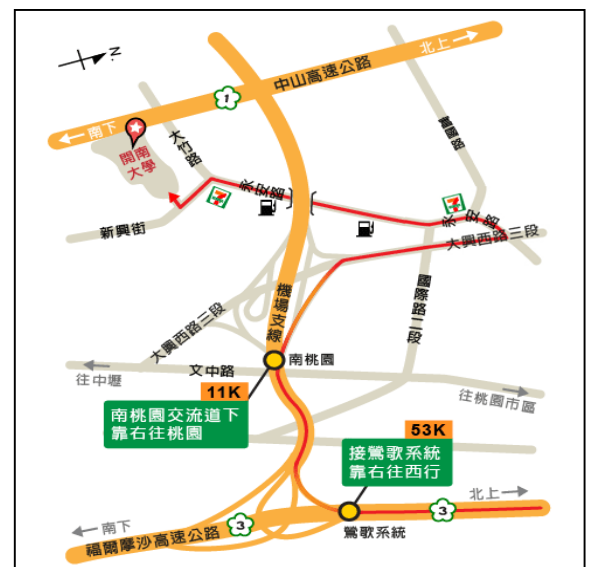 北上
中山高速公路
N
1
南下
開南
大學
大竹路
富國路
7
永安路
7
永安路
新興街
大興西路三段
機場支線
國際路二段
大興西路三段
南桃園
文中路
往中壢
往桃園市區
11K
南桃園交流道下
靠右往桃園
53K
接鶯歌系統
靠右往西行
北上
3
南下
3
福爾摩沙高速公路
鶯歌系統